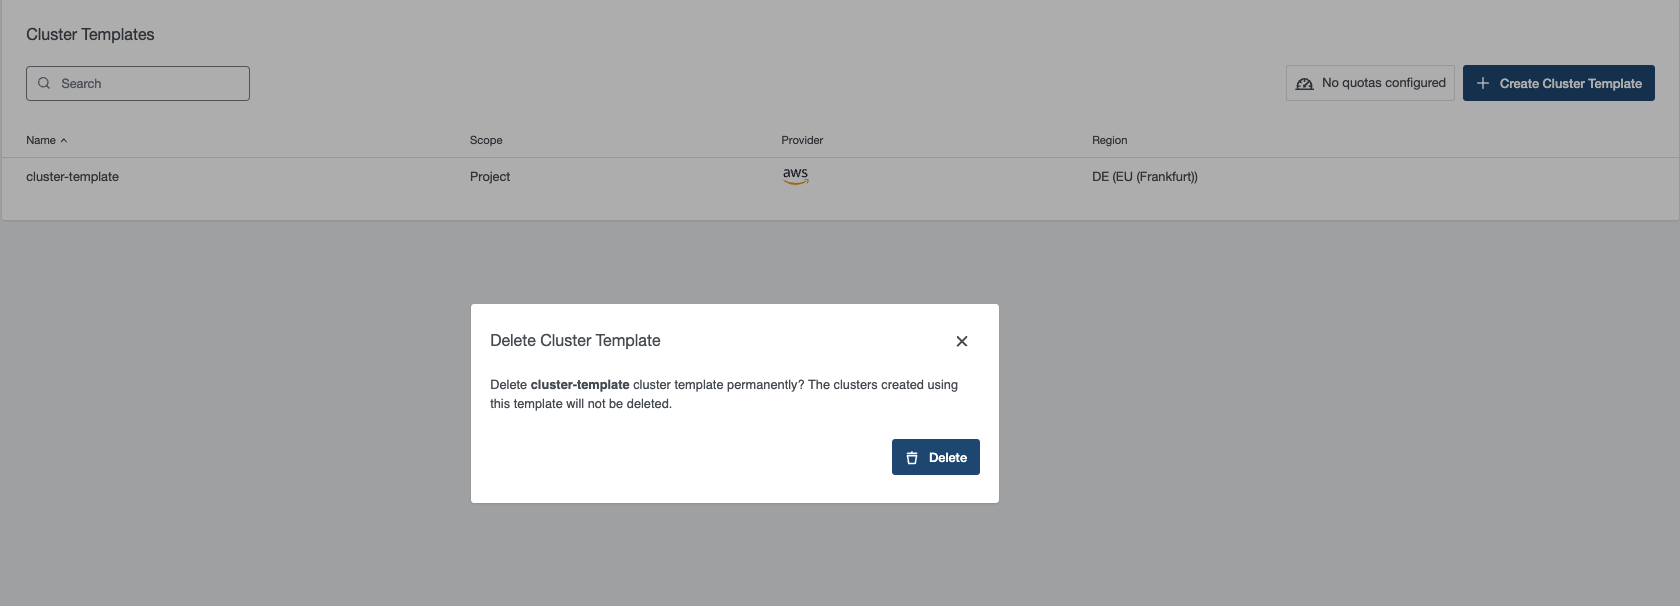 Cluster Templates
Search
No quotas configured
Create Cluster Template
Name Scope Provider Region
cluster-template Project aws DE (EU (Frankfurt))
Delete Cluster Template
Delete cluster-template cluster template permanently? The clusters created using
this template will not be deleted.
Delete